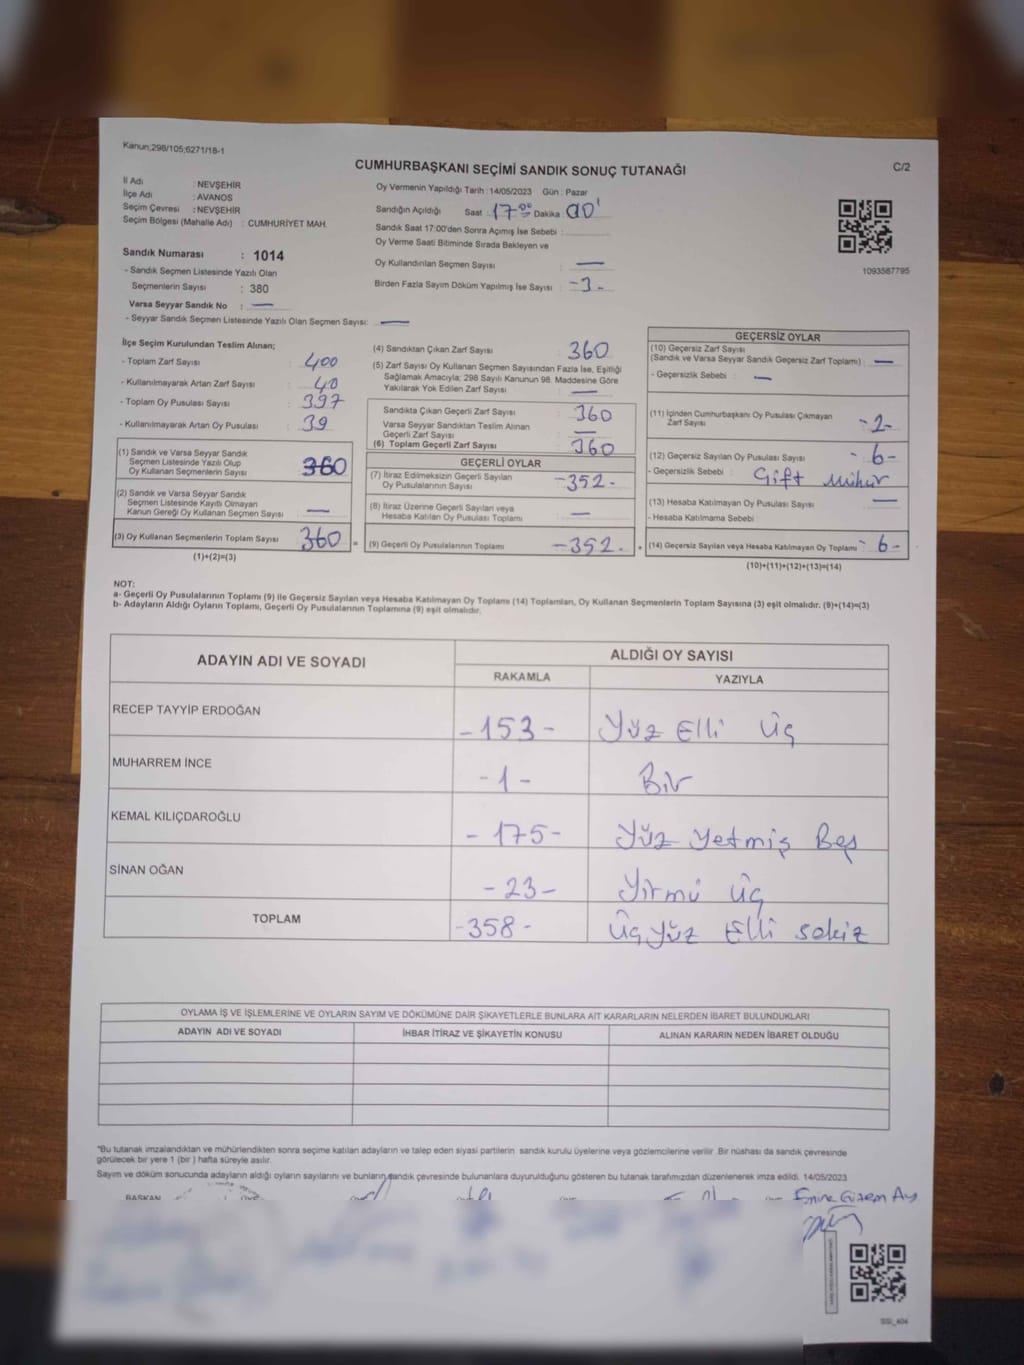 Kanun;298/105;6271/18-1
CUMHURBAŞKANI SEÇİMİ SANDIK SONUÇ TUTANAĞI
C/2
İl Adı : NEVŞEHİR
İlçe Adı : AVANOS
Seçim Çevresi : NEVŞEHİR
Seçim Bölgesi (Mahalle Adı) : CUMHURİYET MAH.
Sandık Numarası : 1014
- Sandık Seçmen Listesinde Yazılı Olan
Seçmenlerin Sayısı : 380
Varsa Seyyar Sandık No : —
- Seyyar Sandık Seçmen Listesinde Yazılı Olan Seçmen Sayısı: —
Oy Vermenin Yapıldığı Tarih :14/05/2023 Gün : Pazar
Sandığın Açıldığı Saat : 17 00 Dakika 00'
Sandık Saat 17:00'den Sonra Açımış İse Sebebi :
Oy Verme Saati Bitiminde Sırada Bekleyen ve
Oy Kullandırılan Seçmen Sayısı : —
Birden Fazla Sayım Döküm Yapılmış İse Sayısı : -3-
1093587795
İlçe Seçim Kurulundan Teslim Alınan;
- Toplam Zarf Sayısı : 400
- Kullanılmayarak Artan Zarf Sayısı : 40
- Toplam Oy Pusulası Sayısı : 397
- Kullanılmayarak Artan Oy Pusulası : 39
(1) Sandık ve Varsa Seyyar Sandık
Seçmen Listesinde Yazılı Olup
Oy Kullanan Seçmenlerin Sayısı 360
(2) Sandık ve Varsa Seyyar Sandık
Seçmen Listesinde Kayıtlı Olmayan
Kanun Gereği Oy Kullanan Seçmen Sayısı : —
(3) Oy Kullanan Seçmenlerin Toplam Sayısı : 360
(1)+(2)=(3)
(4) Sandıktan Çıkan Zarf Sayısı : 360
(5) Zarf Sayısı Oy Kullanan Seçmen Sayısından Fazla İse, Eşitliği
Sağlamak Amacıyla; 298 Sayılı Kanunun 98. Maddesine Göre
Yakılarak Yok Edilen Zarf Sayısı : —
Sandıkta Çıkan Geçerli Zarf Sayısı : 360
Varsa Seyyar Sandıktan Teslim Alınan
Geçerli Zarf Sayısı : —
(6) Toplam Geçerli Zarf Sayısı : 360
GEÇERLİ OYLAR
(7) İtiraz Edilmeksizin Geçerli Sayılan
Oy Pusulalarının Sayısı : -352-
(8) İtiraz Üzerine Geçerli Sayılan veya
Hesaba Katılan Oy Pusulası Toplamı : —
(9) Geçerli Oy Pusulalarının Toplamı : -352-
GEÇERSİZ OYLAR
(10) Geçersiz Zarf Sayısı
(Sandık ve Varsa Seyyar Sandık Geçersiz Zarf Toplamı) : —
- Geçersizlik Sebebi : —
(11) İçinden Cumhurbaşkanı Oy Pusulası Çıkmayan
Zarf Sayısı : -2-
(12) Geçersiz Sayılan Oy Pusulası Sayısı : -6-
- Geçersizlik Sebebi : Çift mühür
(13) Hesaba Katılmayan Oy Pusulası Sayısı : —
- Hesaba Katılmama Sebebi :
(14) Geçersiz Sayılan veya Hesaba Katılmayan Oy Toplamı : -6-
(10)+(11)+(12)+(13)=(14)
NOT:
a- Geçerli Oy Pusulalarının Toplamı (9) ile Geçersiz Sayılan veya Hesaba Katılmayan Oy Toplamı (14) Toplamları, Oy Kullanan Seçmenlerin Toplam Sayısına (3) eşit olmalıdır. (9)+(14)=(3)
b- Adayların Aldığı Oyların Toplamı, Geçerli Oy Pusulalarının Toplamına (9) eşit olmalıdır.
ADAYIN ADI VE SOYADI
ALDIĞI OY SAYISI
RAKAMLA YAZIYLA
RECEP TAYYİP ERDOĞAN -153- Yüz Elli Üç
MUHARREM İNCE -1- Bir
KEMAL KILIÇDAROĞLU -175- Yüz Yetmiş Beş
SİNAN OĞAN -23- Yirmü üç
TOPLAM -358- Üç Yüz Elli sekiz
OYLAMA İŞ VE İŞLEMLERİNE VE OYLARIN SAYIM VE DÖKÜMÜNE DAİR ŞİKAYETLERLE BUNLARA AİT KARARLARIN NELERDEN İBARET BULUNDUKLARI
ADAYIN ADI VE SOYADI İHBAR İTİRAZ VE ŞİKAYETİN KONUSU ALINAN KARARIN NEDEN İBARET OLDUĞU
*Bu tutanak imzalandıktan ve mühürlendikten sonra seçime katılan adayların ve talep eden siyasi partilerin sandık kurulu üyelerine veya gözlemcilerine verilir. Bir nüshası da sandık çevresinde
görülecek bir yere 1 (bir ) hafta süreyle asılır.
Sayım ve döküm sonucunda adayların aldığı oyların sayılarını ve bunların sandık çevresinde bulunanlara duyurulduğunu gösteren bu tutanak tarafımızdan düzenlenerek imza edildi. 14/05/2023
BAŞKAN
Emine Gizem Ay